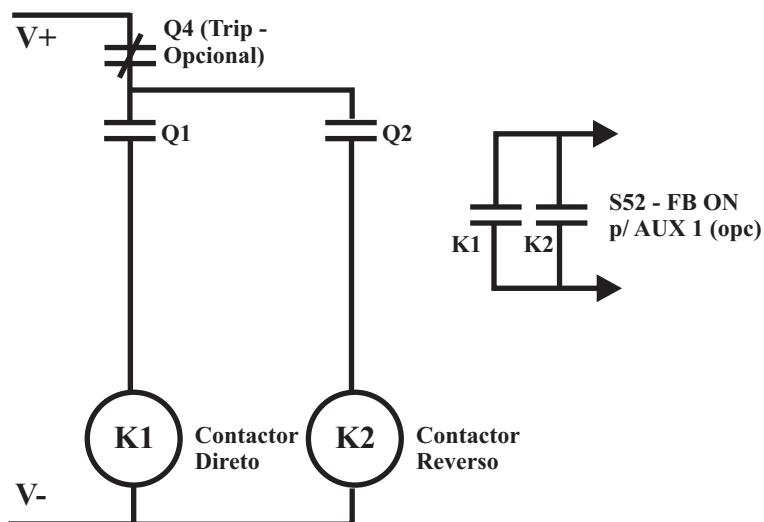 V+
Q4 (Trip -
Opcional)
Q1
Q2
S52 - FB ON
p/ AUX 1 (opc)
K1
K2
K1
Contactor
Direto
K2
Contactor
Reverso
V-